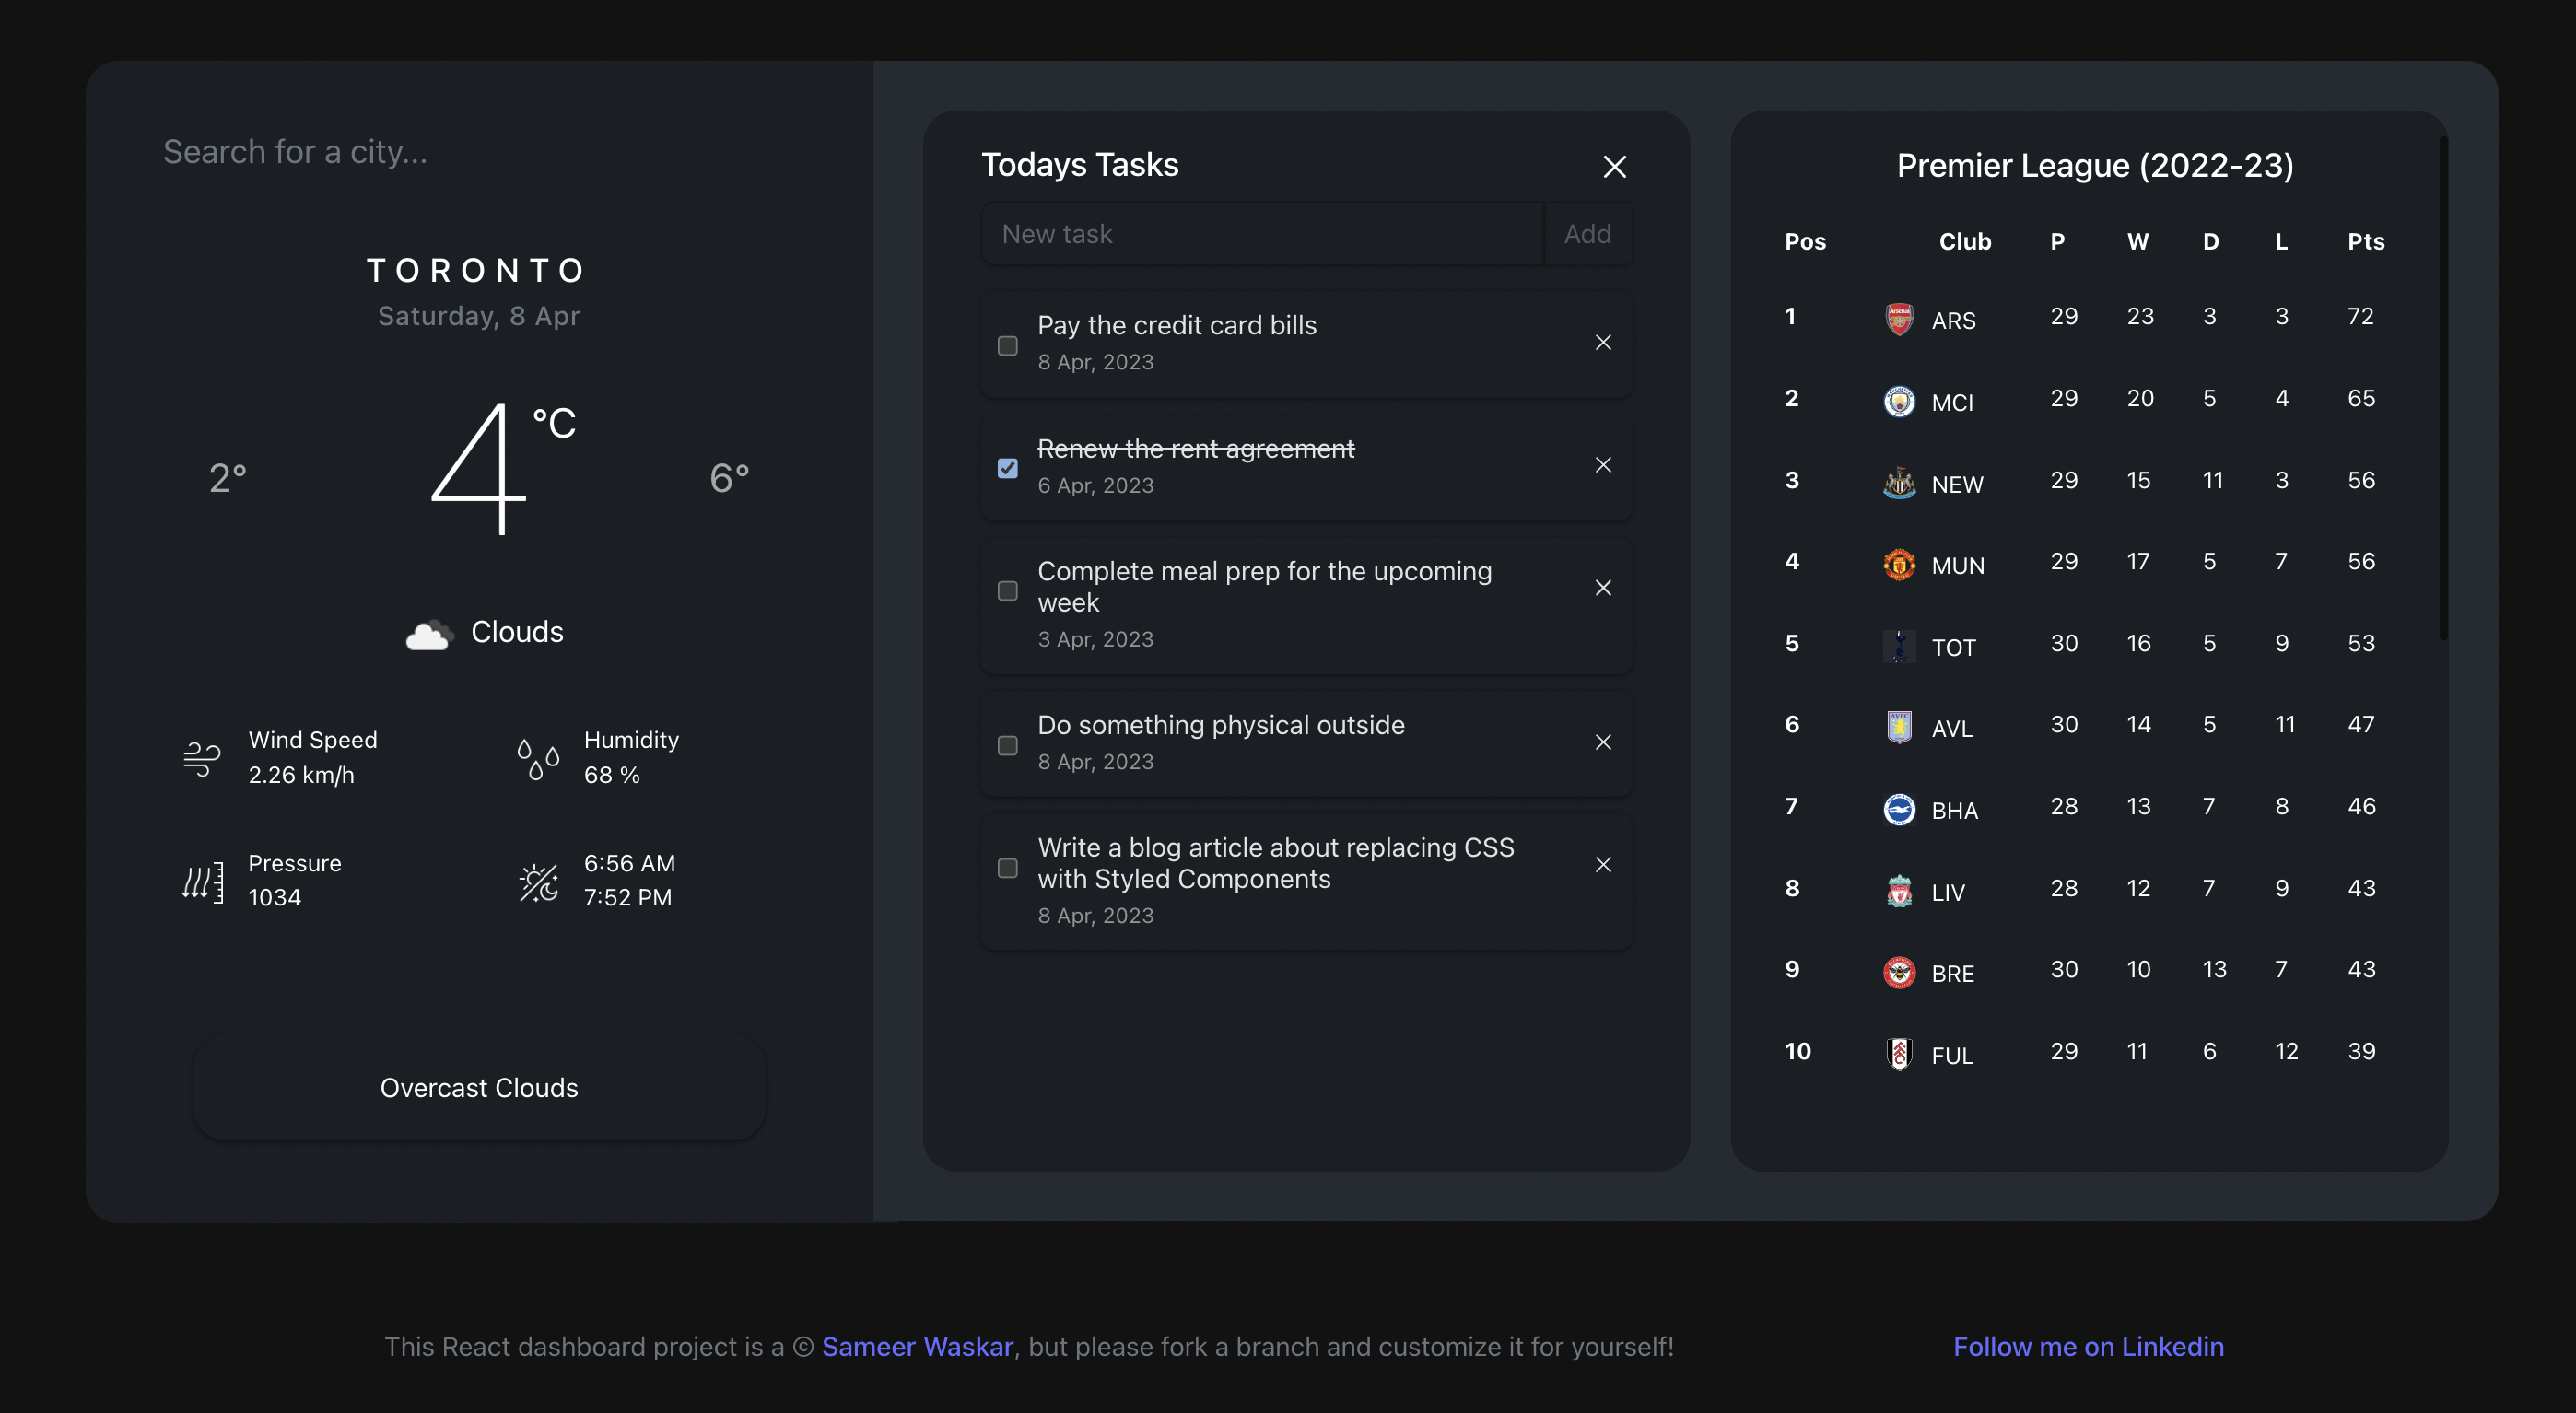 Search for a city...
TORONTO
Saturday, 8 Apr
2°
4 °C
6°
Clouds
Wind Speed
2.26 km/h
Humidity
68 %
Pressure
1034
6:56 AM
7:52 PM
Overcast Clouds
Todays Tasks
New task
Add
Pay the credit card bills
8 Apr, 2023
Renew the rent agreement
6 Apr, 2023
Complete meal prep for the upcoming
week
3 Apr, 2023
Do something physical outside
8 Apr, 2023
Write a blog article about replacing CSS
with Styled Components
8 Apr, 2023
Premier League (2022-23)
Pos Club P W D L Pts
1 ARS 29 23 3 3 72
2 MCI 29 20 5 4 65
3 NEW 29 15 11 3 56
4 MUN 29 17 5 7 56
5 TOT 30 16 5 9 53
6 AVL 30 14 5 11 47
7 BHA 28 13 7 8 46
8 LIV 28 12 7 9 43
9 BRE 30 10 13 7 43
10 FUL 29 11 6 12 39
This React dashboard project is a © Sameer Waskar, but please fork a branch and customize it for yourself!
Follow me on Linkedin